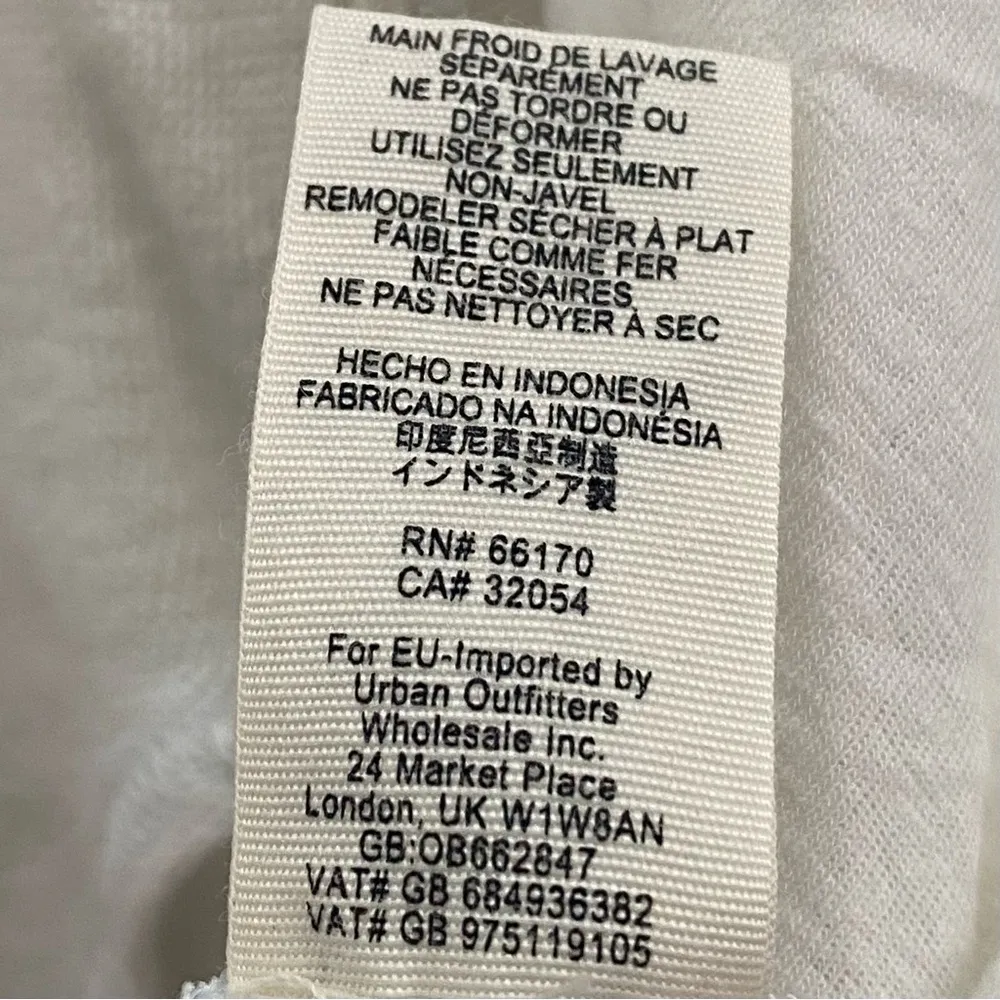 MAIN FROID DE LAVAGE
SÉPARÉMENT
NE PAS TORDRE OU
DÉFORMER
UTILISEZ SEULEMENT
NON-JAVEL
REMODELER SÉCHER À PLAT
FAIBLE COMME FER
NÉCESSAIRES
NE PAS NETTOYER À SEC
HECHO EN INDONESIA
FABRICADO NA INDONÉSIA
印度尼西亞制造
インドネシア製
RN# 66170
CA# 32054
For EU-Imported by
Urban Outfitters
Wholesale Inc.
24 Market Place
London, UK W1W8AN
GB:OB662847
VAT# GB 684936382
VAT# GB 975119105